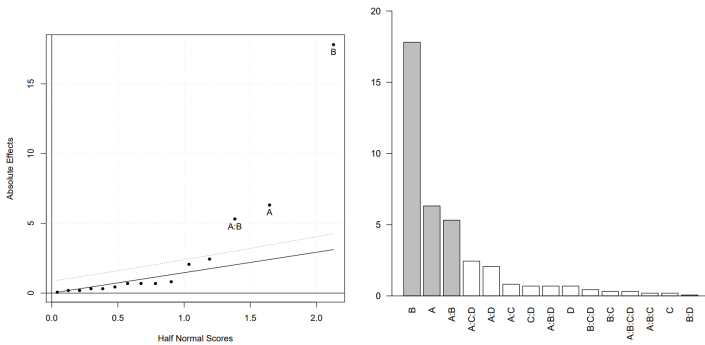 Absolute Effects
15
10
5
0
B
A
A:B
0.0 0.5 1.0 1.5 2.0
Half Normal Scores
20
15
10
5
0
B A A:B A:C:D A:D A:C C:D A:B:D D B:C:D B:C A:B:C:D A:B:C C B:D